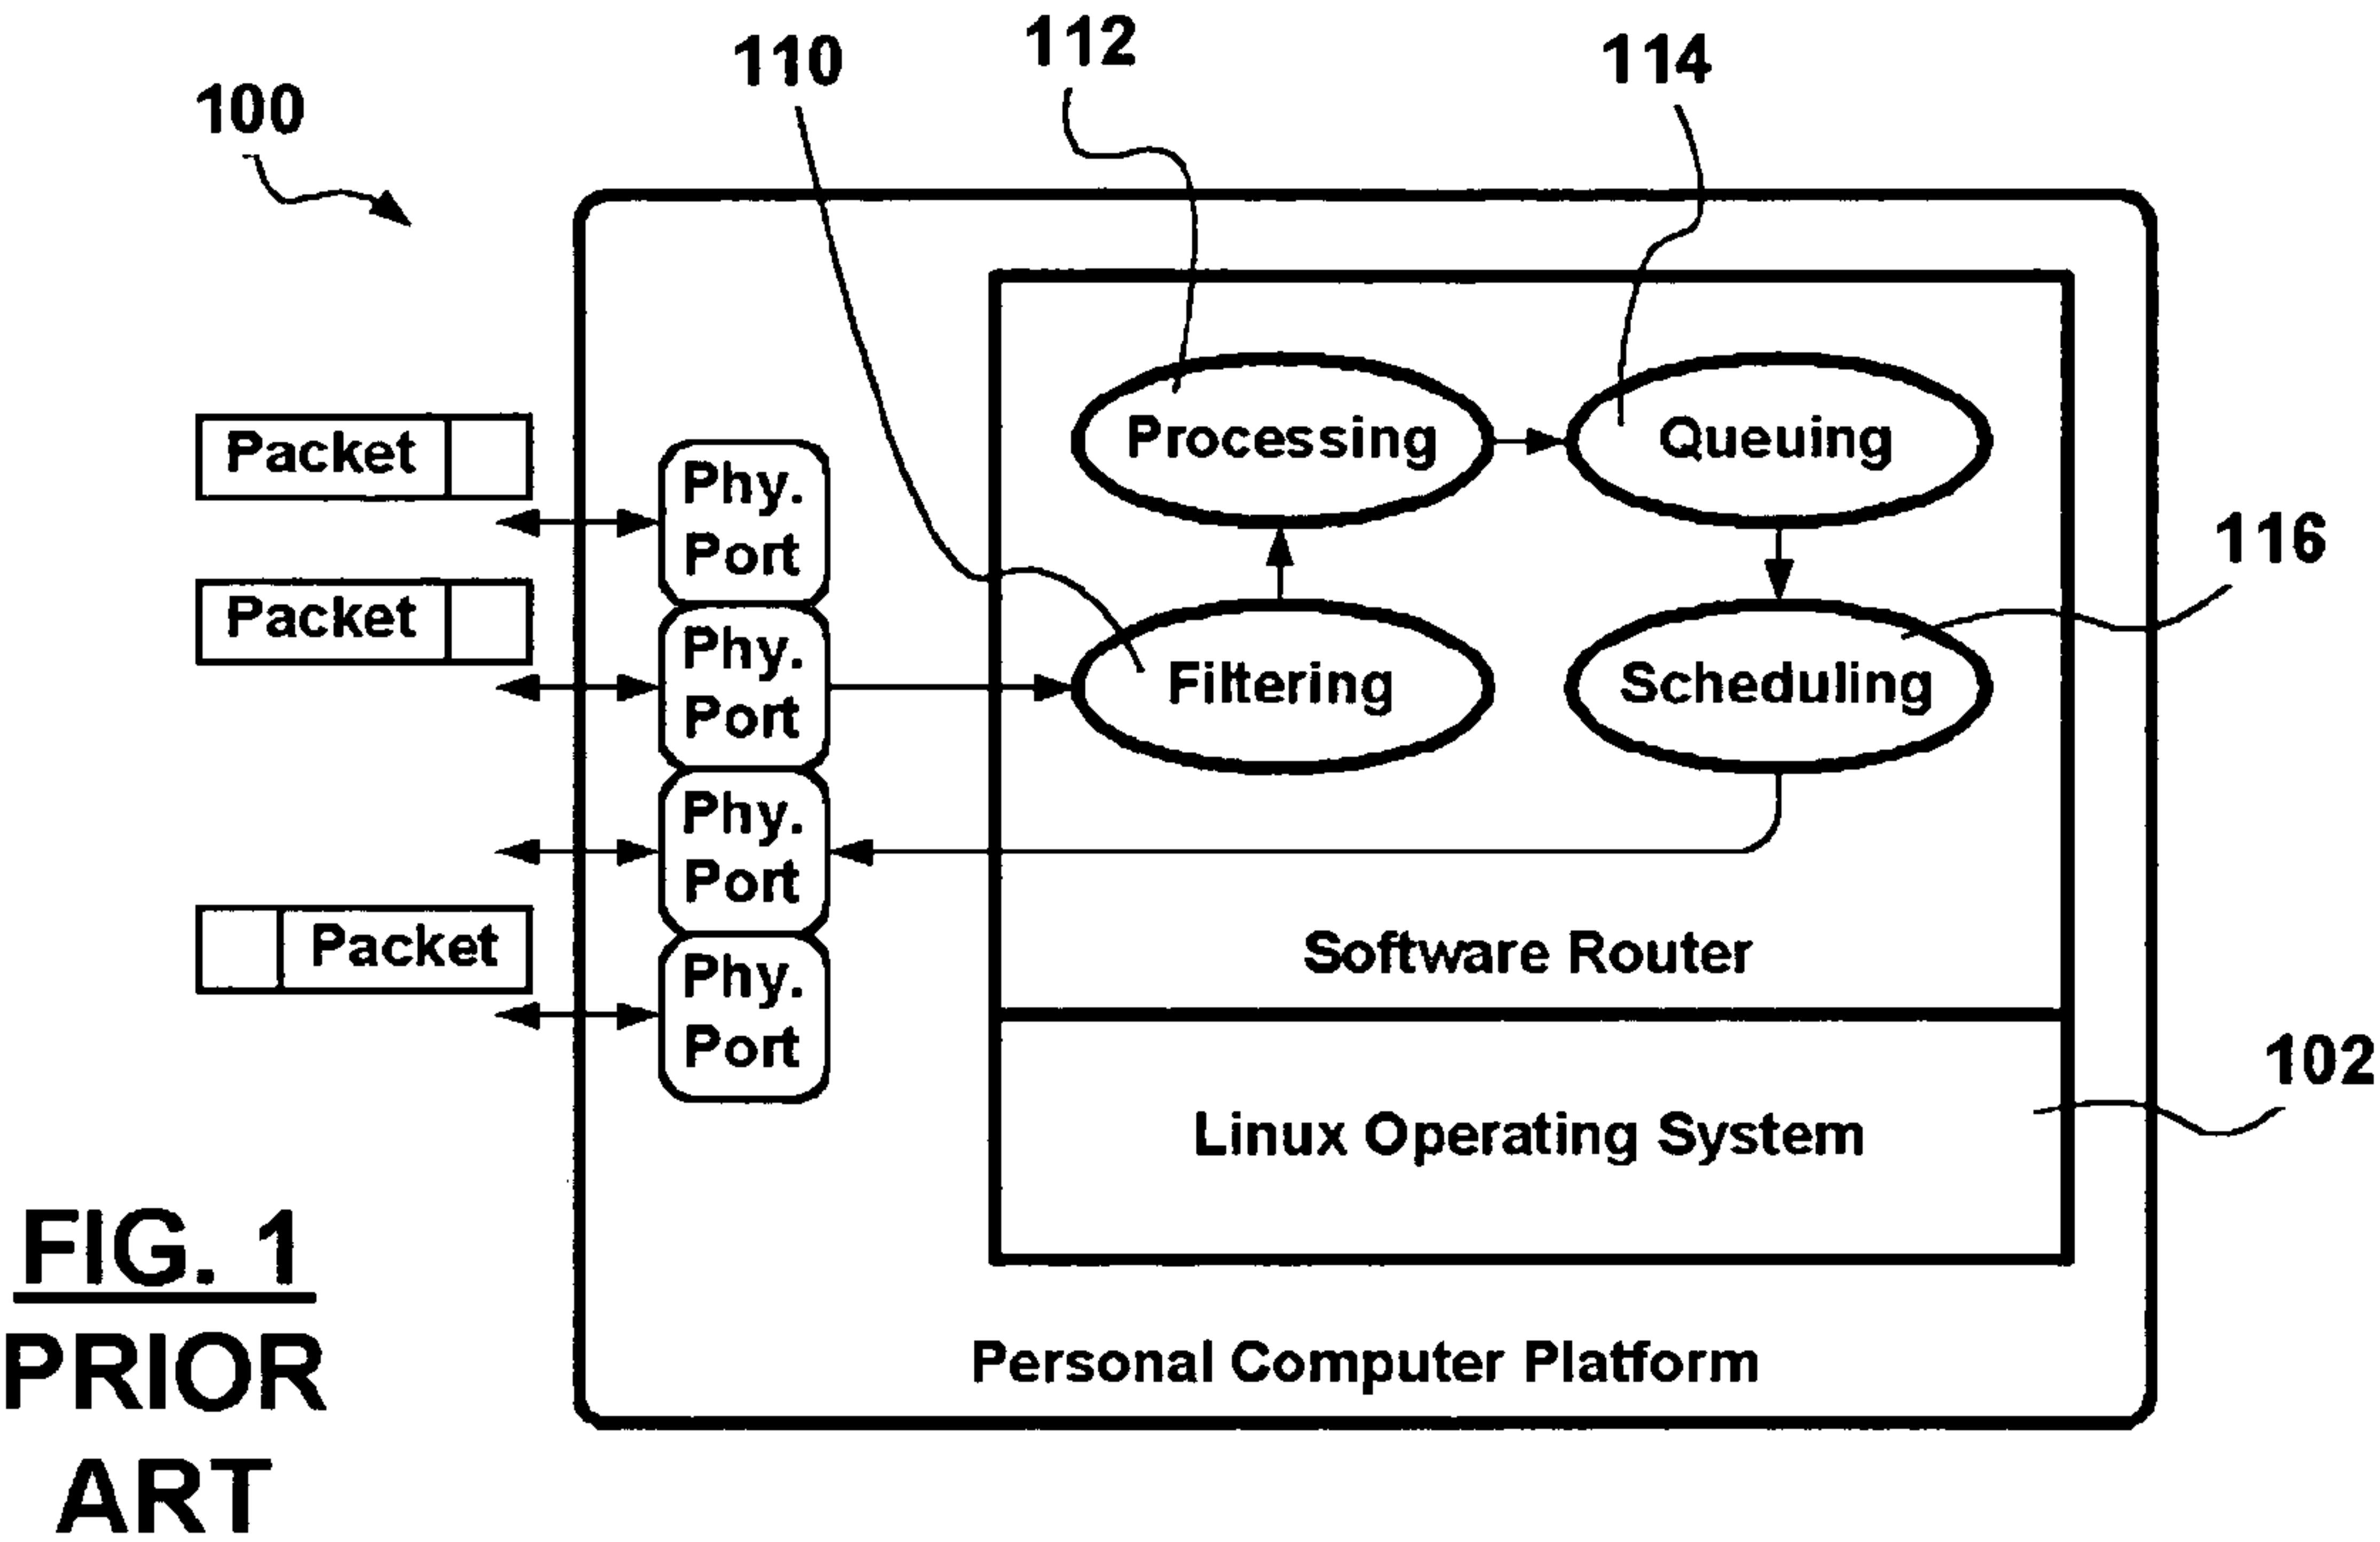 112
110
114
100
Processing
Queuing
Packet
Phy.
Port
116
Packet
Phy.
Port
Filtering
Scheduling
Phy.
Port
Packet
Software Router
Phy.
Port
102
Linux Operating System
FIG. 1
PRIOR
ART
Personal Computer Platform